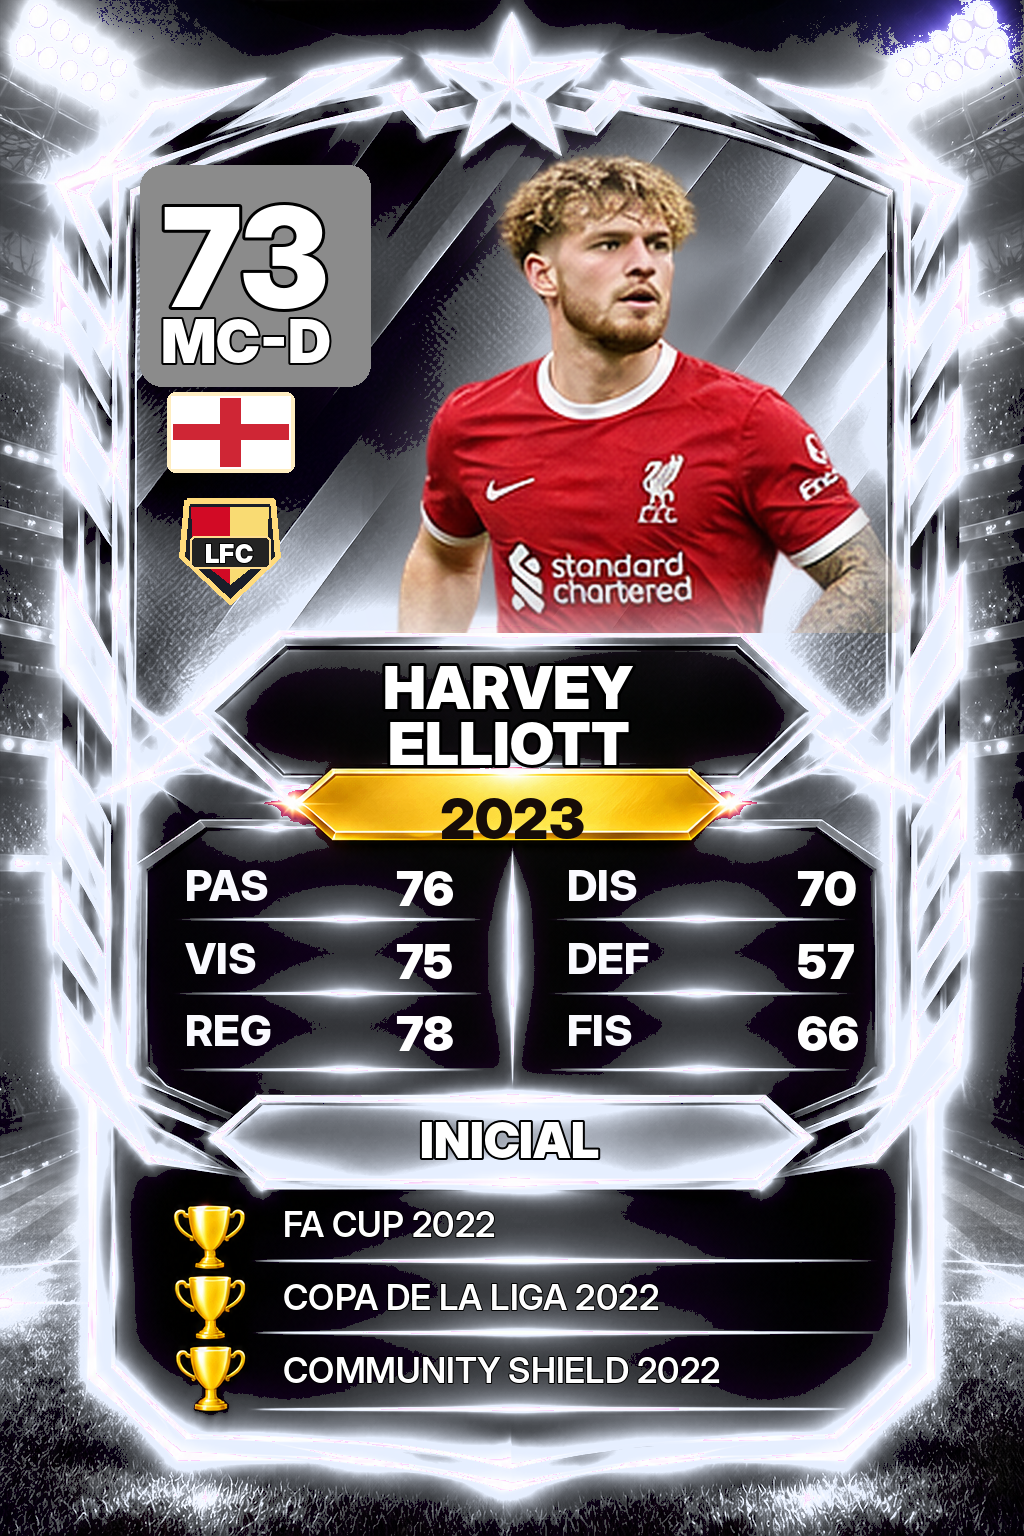 73
MC-D
LFC
standard
chartered
HARVEY
ELLIOTT
2023
PAS 76
DIS 70
VIS 75
DEF 57
REG 78
FIS 66
INICIAL
FA CUP 2022
COPA DE LA LIGA 2022
COMMUNITY SHIELD 2022